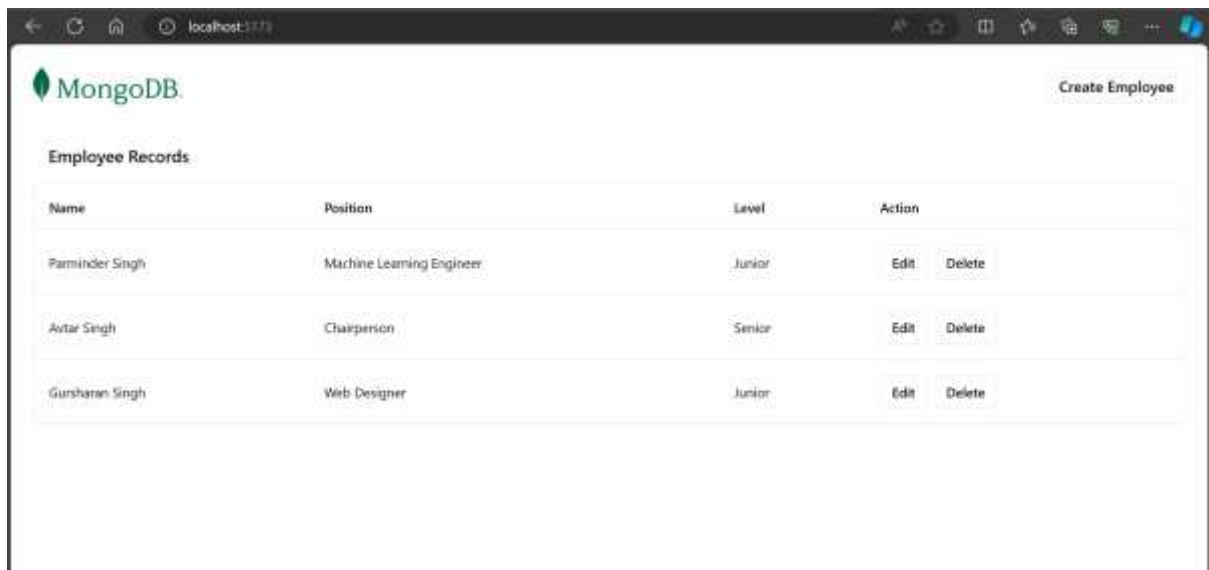 localhost:5173
MongoDB.
Create Employee
Employee Records
Name Position Level Action
Parminder Singh Machine Learning Engineer Junior Edit Delete
Avtar Singh Chairperson Senior Edit Delete
Gursharan Singh Web Designer Junior Edit Delete